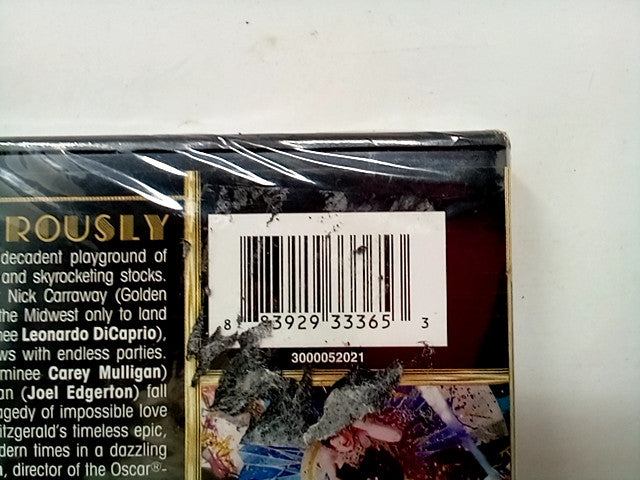 ROUSLY
decadent playground of
and skyrocketing stocks.
Nick Carraway (Golden
the Midwest only to land
nee Leonardo DiCaprio),
ws with endless parties.
minee Carey Mulligan)
an (Joel Edgerton) fall
agedy of impossible love
itzgerald's timeless epic,
dern times in a dazzling
, director of the Oscar®-
8 83929 33365 3
3000052021